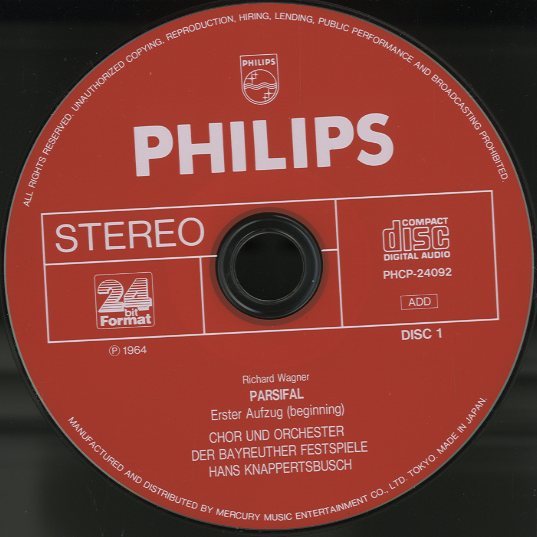 ALL RIGHTS RESERVED. UNAUTHORIZED COPYING, REPRODUCTION, HIRING, LENDING, PUBLIC PERFORMANCE AND BROADCASTING PROHIBITED.
PHILIPS
PHILIPS
STEREO
COMPACT
disc
DIGITAL AUDIO
PHCP-24092
24
bit
Format
ADD
DISC 1
℗ 1964
Richard Wagner
PARSIFAL
Erster Aufzug (beginning)
CHOR UND ORCHESTER
DER BAYREUTHER FESTSPIELE
HANS KNAPPERTSBUSCH
MANUFACTURED AND DISTRIBUTED BY MERCURY MUSIC ENTERTAINMENT CO., LTD. TOKYO. MADE IN JAPAN.